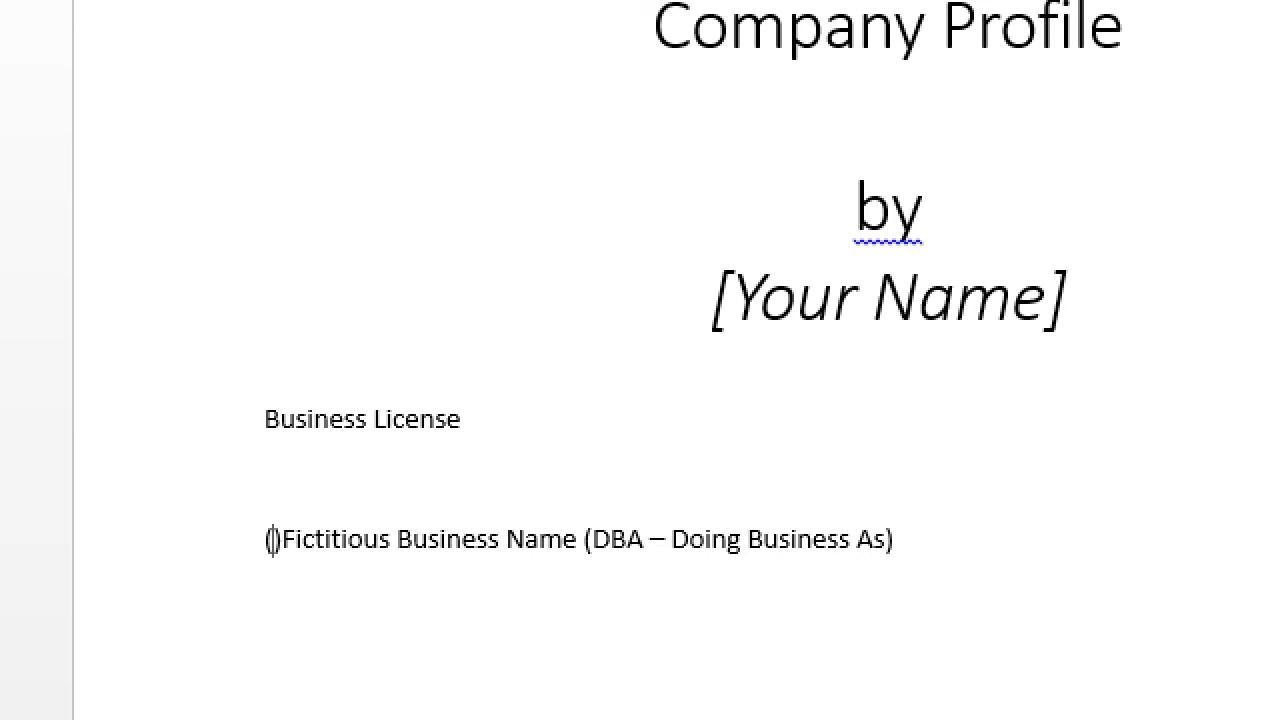 Company Profile
by
[Your Name]
Business License
()Fictitious Business Name (DBA – Doing Business As)